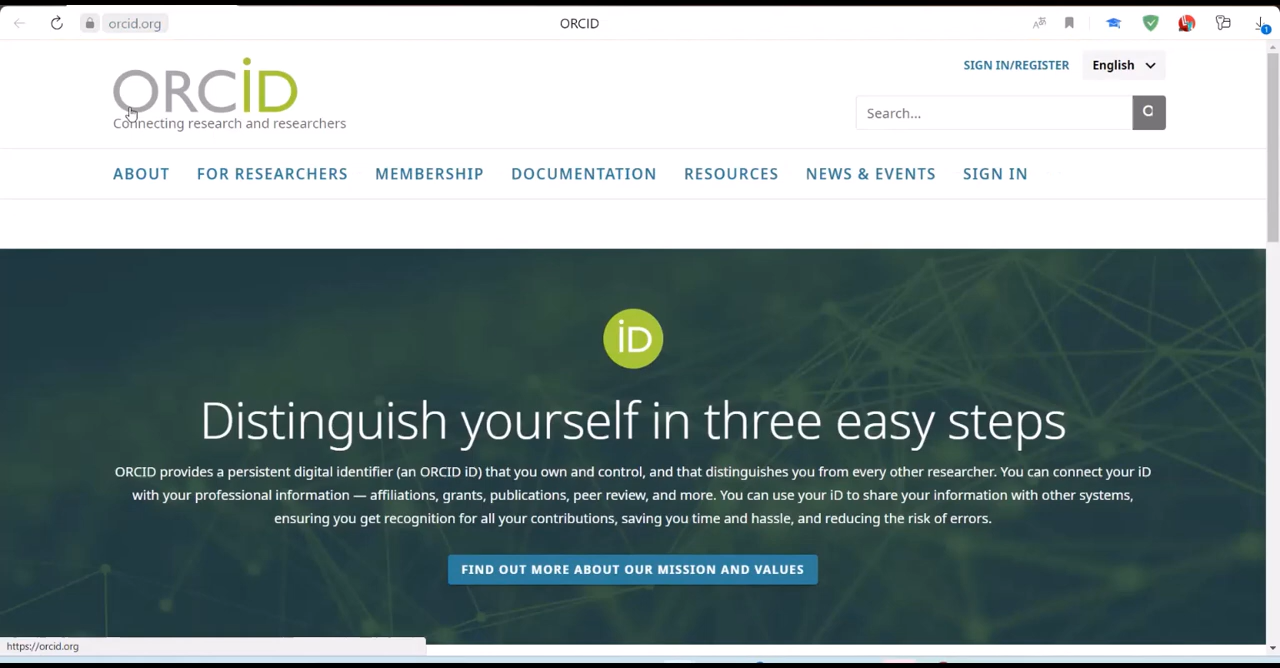 orcid.org
ORCID
SIGN IN/REGISTER
English
ORCiD
Connecting research and researchers
Search...
ABOUT
FOR RESEARCHERS
MEMBERSHIP
DOCUMENTATION
RESOURCES
NEWS & EVENTS
SIGN IN
iD
Distinguish yourself in three easy steps
ORCID provides a persistent digital identifier (an ORCID iD) that you own and control, and that distinguishes you from every other researcher. You can connect your iD
with your professional information — affiliations, grants, publications, peer review, and more. You can use your iD to share your information with other systems,
ensuring you get recognition for all your contributions, saving you time and hassle, and reducing the risk of errors.
FIND OUT MORE ABOUT OUR MISSION AND VALUES
https://orcid.org
1